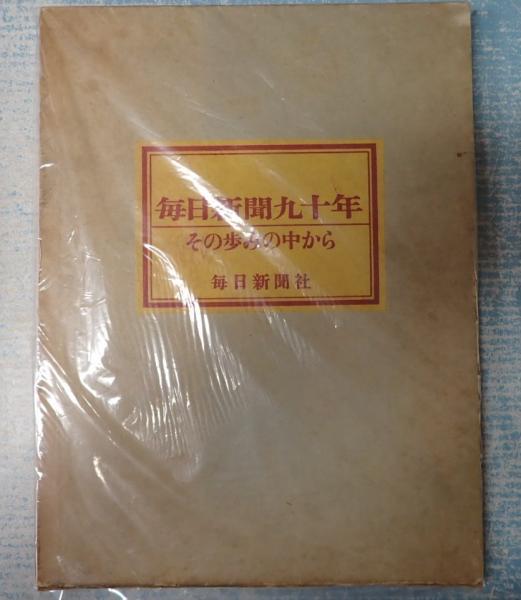 毎日新聞九十年
その歩みの中から
毎日新聞社